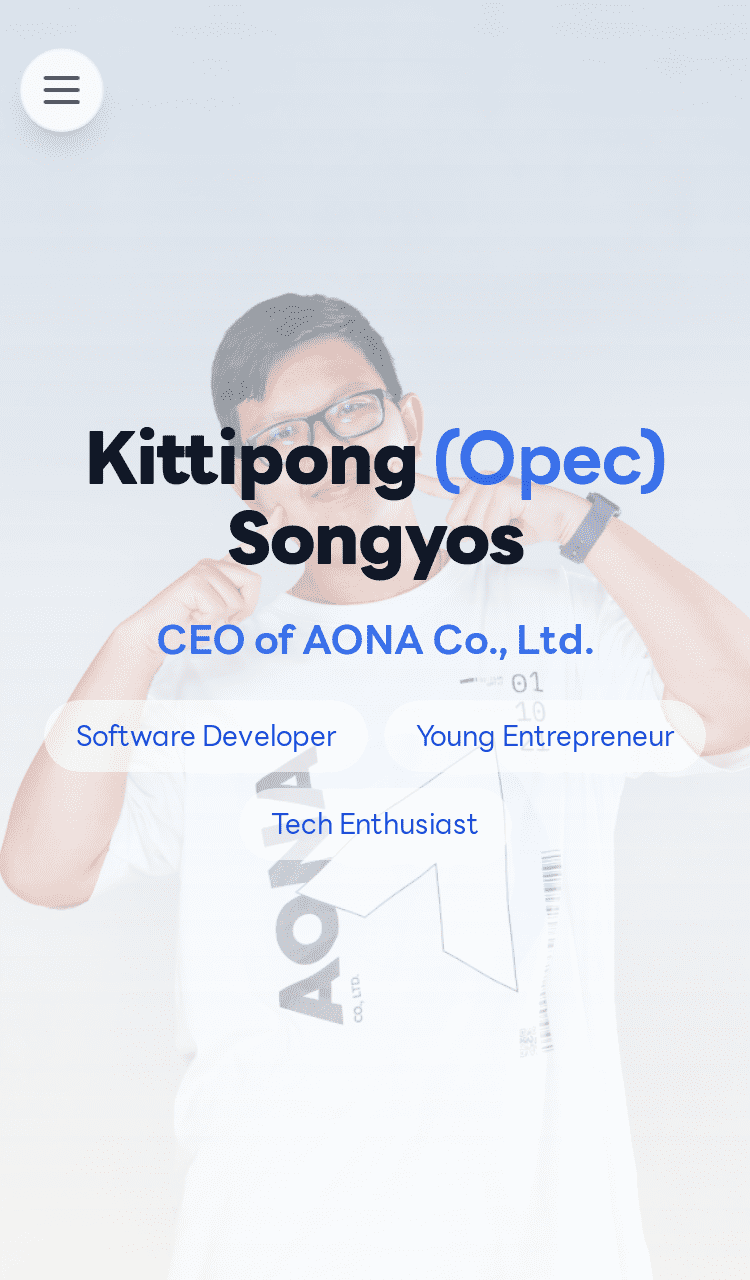 Kittipong (Opec)
Songyos
CEO of AONA Co., Ltd.
01
10
21
Software Developer
Young Entrepreneur
Tech Enthusiast
AONA
CO., LTD.